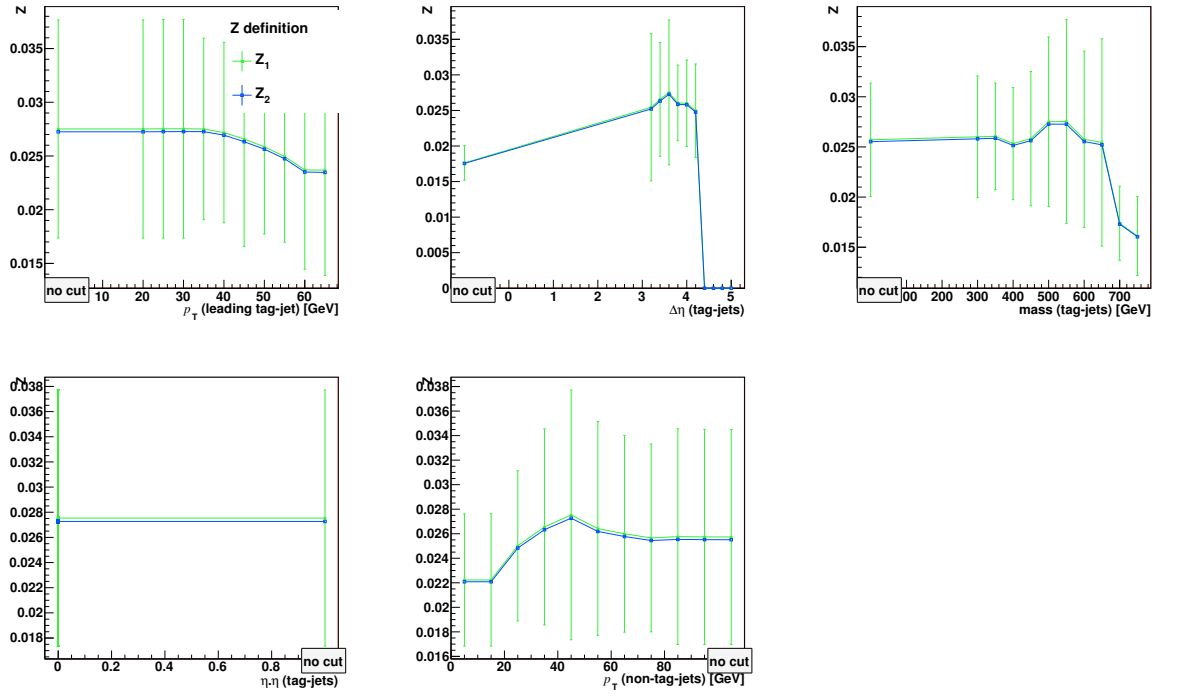 Z
0.035
0.03
0.025
0.02
0.015
Z definition
Z1
Z2
no cut
10 20 30 40 50 60
pT (leading tag-jet) [GeV]
Z
0.035
0.03
0.025
0.02
0.015
0.01
0.005
0
no cut
0 1 2 3 4 5
Δη (tag-jets)
Z
0.035
0.03
0.025
0.02
0.015
no cut
200 300 400 500 600 700
mass (tag-jets) [GeV]
Z
0.038
0.036
0.034
0.032
0.03
0.028
0.026
0.024
0.022
0.02
0.018
0 0.2 0.4 0.6 0.8
no cut
η.η (tag-jets)
Z
0.038
0.036
0.034
0.032
0.03
0.028
0.026
0.024
0.022
0.02
0.018
0.016
0 20 40 60 80
no cut
pT (non-tag-jets) [GeV]